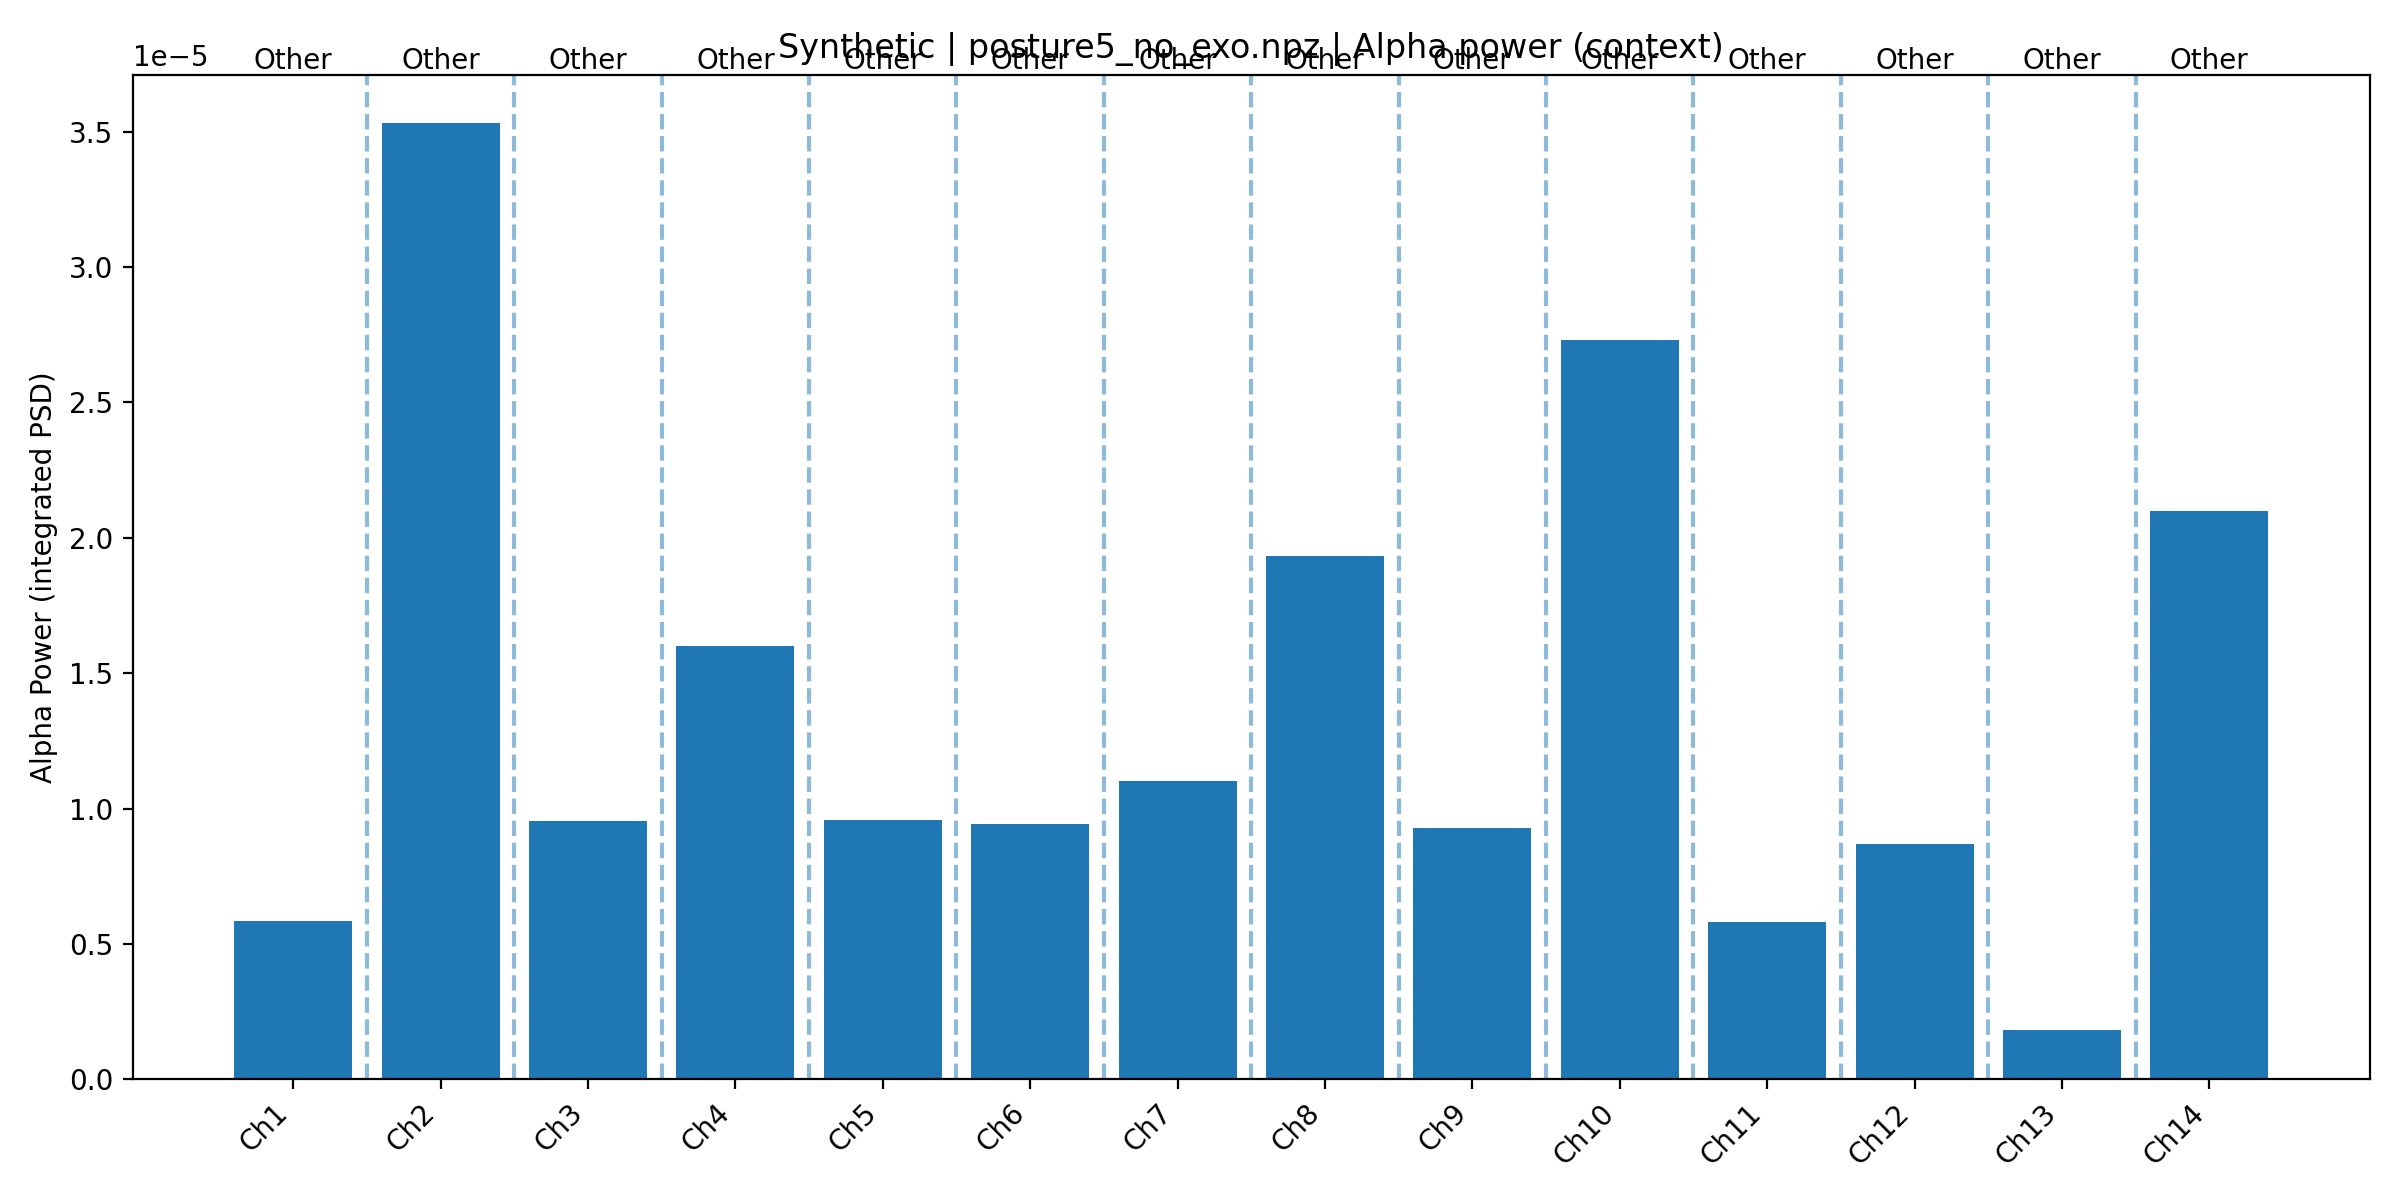 Synthetic | posture5_no_exo.npz | Alpha power (context)
1e−5
Other Other Other Other Other Other Other Other Other Other Other Other Other Other
Alpha Power (integrated PSD)
3.5
3.0
2.5
2.0
1.5
1.0
0.5
0.0
Ch1 Ch2 Ch3 Ch4 Ch5 Ch6 Ch7 Ch8 Ch9 Ch10 Ch11 Ch12 Ch13 Ch14